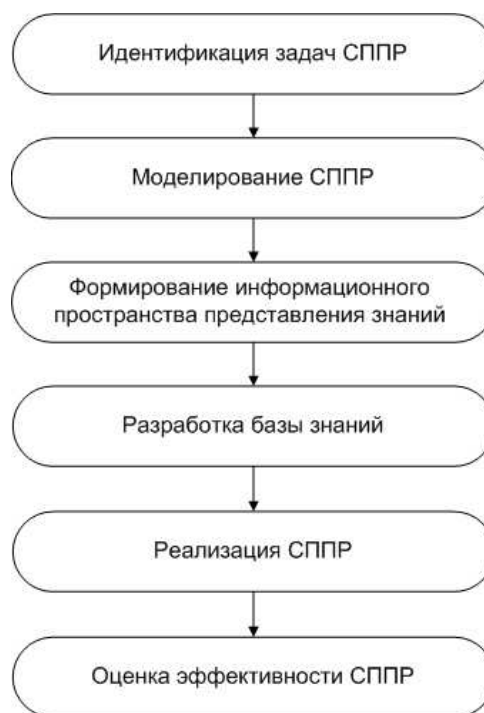 Идентификация задач СППР
Моделирование СППР
Формирование информационного
пространства представления знаний
Разработка базы знаний
Реализация СППР
Оценка эффективности СППР